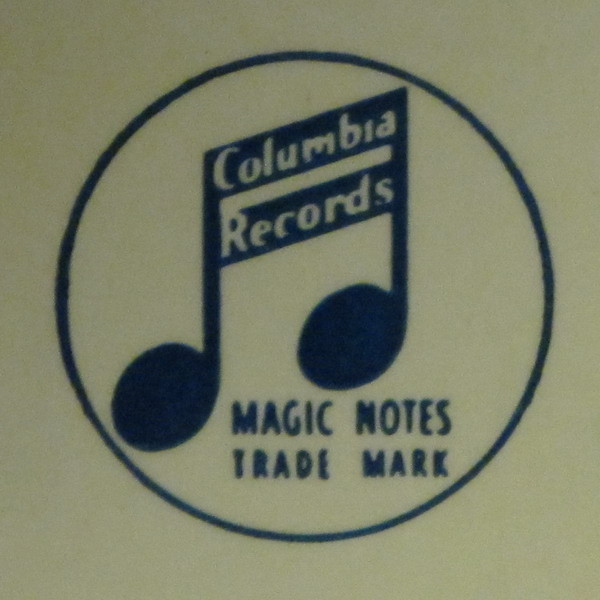 Columbia
Records
MAGIC NOTES
TRADE MARK